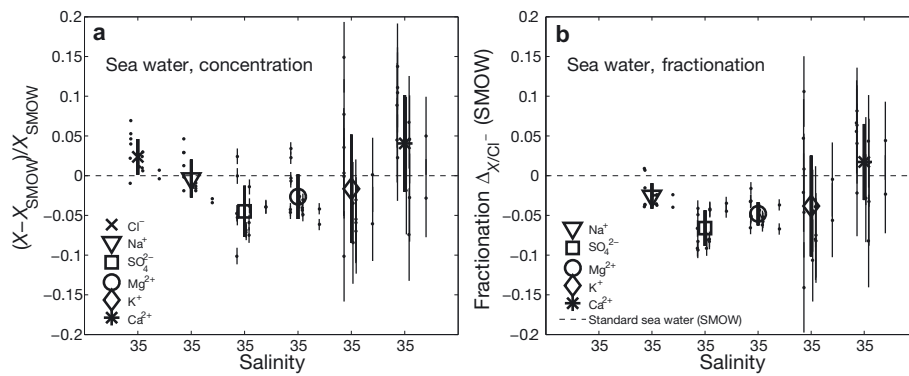 a
Sea water, concentration
(X–X_SMOW)/X_SMOW
0.2
0.15
0.1
0.05
0
−0.05
−0.1
−0.15
−0.2
Cl⁻
Na⁺
SO₄²⁻
Mg²⁺
K⁺
Ca²⁺
35 35 35 35 35 35
Salinity
b
Sea water, fractionation
Fractionation Δ_X/Cl⁻ (SMOW)
0.2
0.15
0.1
0.05
0
−0.05
−0.1
−0.15
−0.2
Na⁺
SO₄²⁻
Mg²⁺
K⁺
Ca²⁺
Standard sea water (SMOW)
35 35 35 35 35 35
Salinity